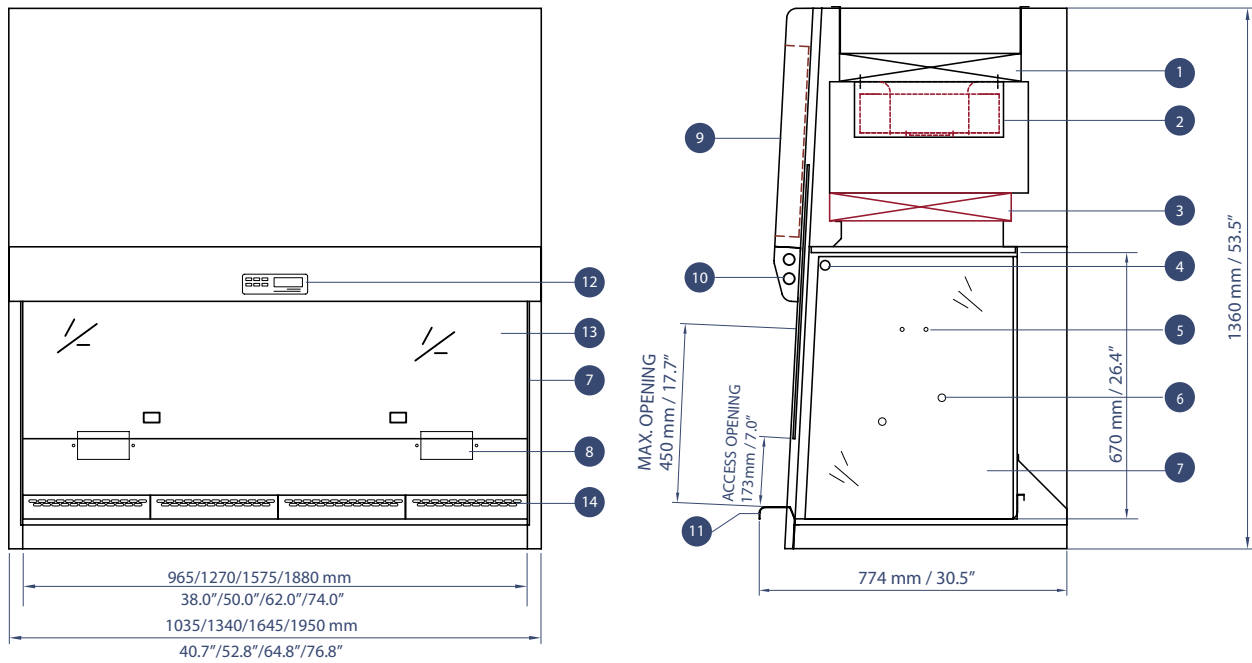 12
13
7
8
14
965/1270/1575/1880 mm
38.0”/50.0”/62.0”/74.0”
1035/1340/1645/1950 mm
40.7”/52.8”/64.8”/76.8”
1
2
9
3
10
4
5
6
7
11
MAX. OPENING
450 mm / 17.7”
ACCESS OPENING
173mm / 7.0”
670 mm / 26.4”
1360 mm / 53.5”
774 mm / 30.5”